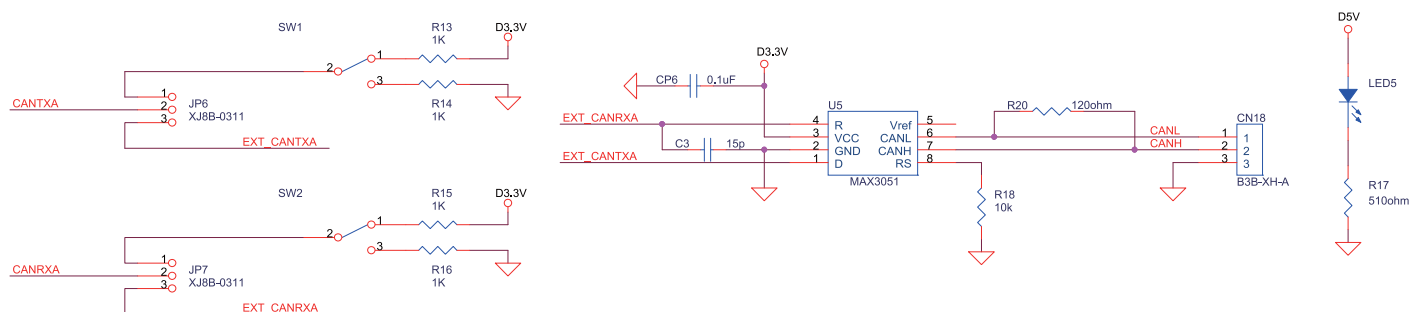 SW1
R13
1K
D3.3V
1
2
3
R14
1K
CANTXA
1
2
3
JP6
XJ8B-0311
EXT_CANTXA
SW2
R15
1K
D3.3V
1
2
3
R16
1K
CANRXA
1
2
3
JP7
XJ8B-0311
EXT_CANRXA
D3.3V
CP6
0.1uF
EXT_CANRXA
C3
15p
EXT_CANTXA
U5
4 R Vref 5
3 VCC CANL 6
2 GND CANH 7
1 D RS 8
MAX3051
R18
10k
R20
120ohm
CANL
CANH
CN18
1 1
2 2
3 3
B3B-XH-A
D5V
LED5
R17
510ohm